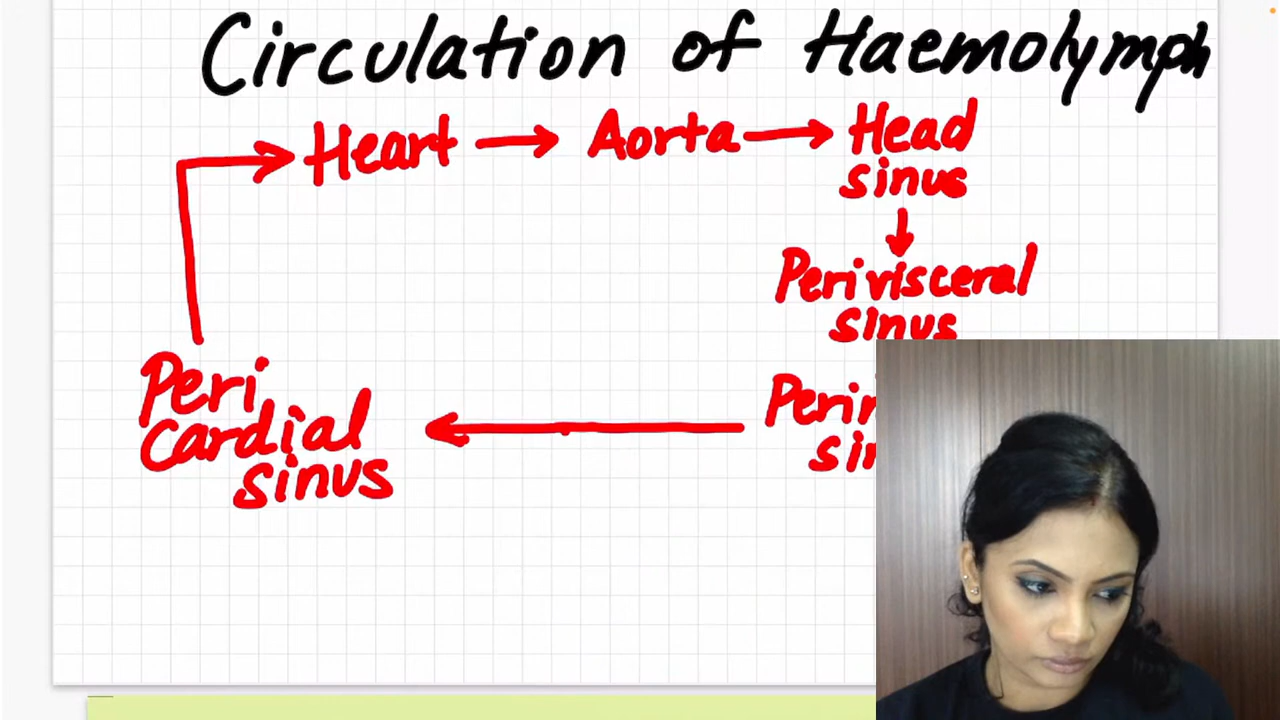 Circulation of Haemolymph
Heart → Aorta → Head
sinus
Perivisceral
sinus
Peri
cardial
sinus